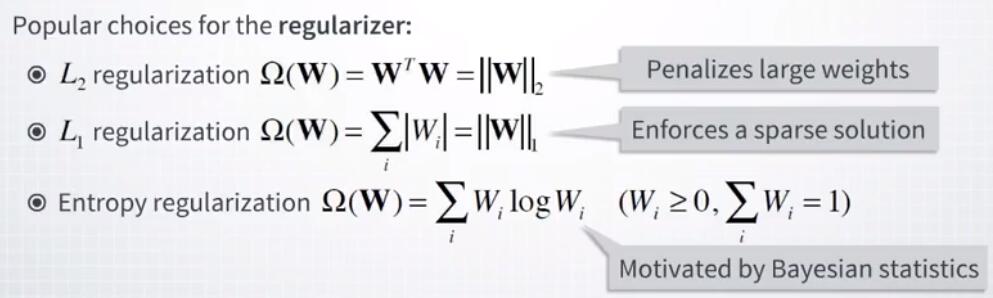 Popular choices for the regularizer:
◉ L₂ regularization Ω(W) = WᵀW = ||W||₂
Penalizes large weights
◉ L₁ regularization Ω(W) = ∑ᵢ |Wᵢ| = ||W||₁
Enforces a sparse solution
◉ Entropy regularization Ω(W) = ∑ᵢ Wᵢ log Wᵢ (Wᵢ ≥ 0, ∑ᵢ Wᵢ = 1)
Motivated by Bayesian statistics